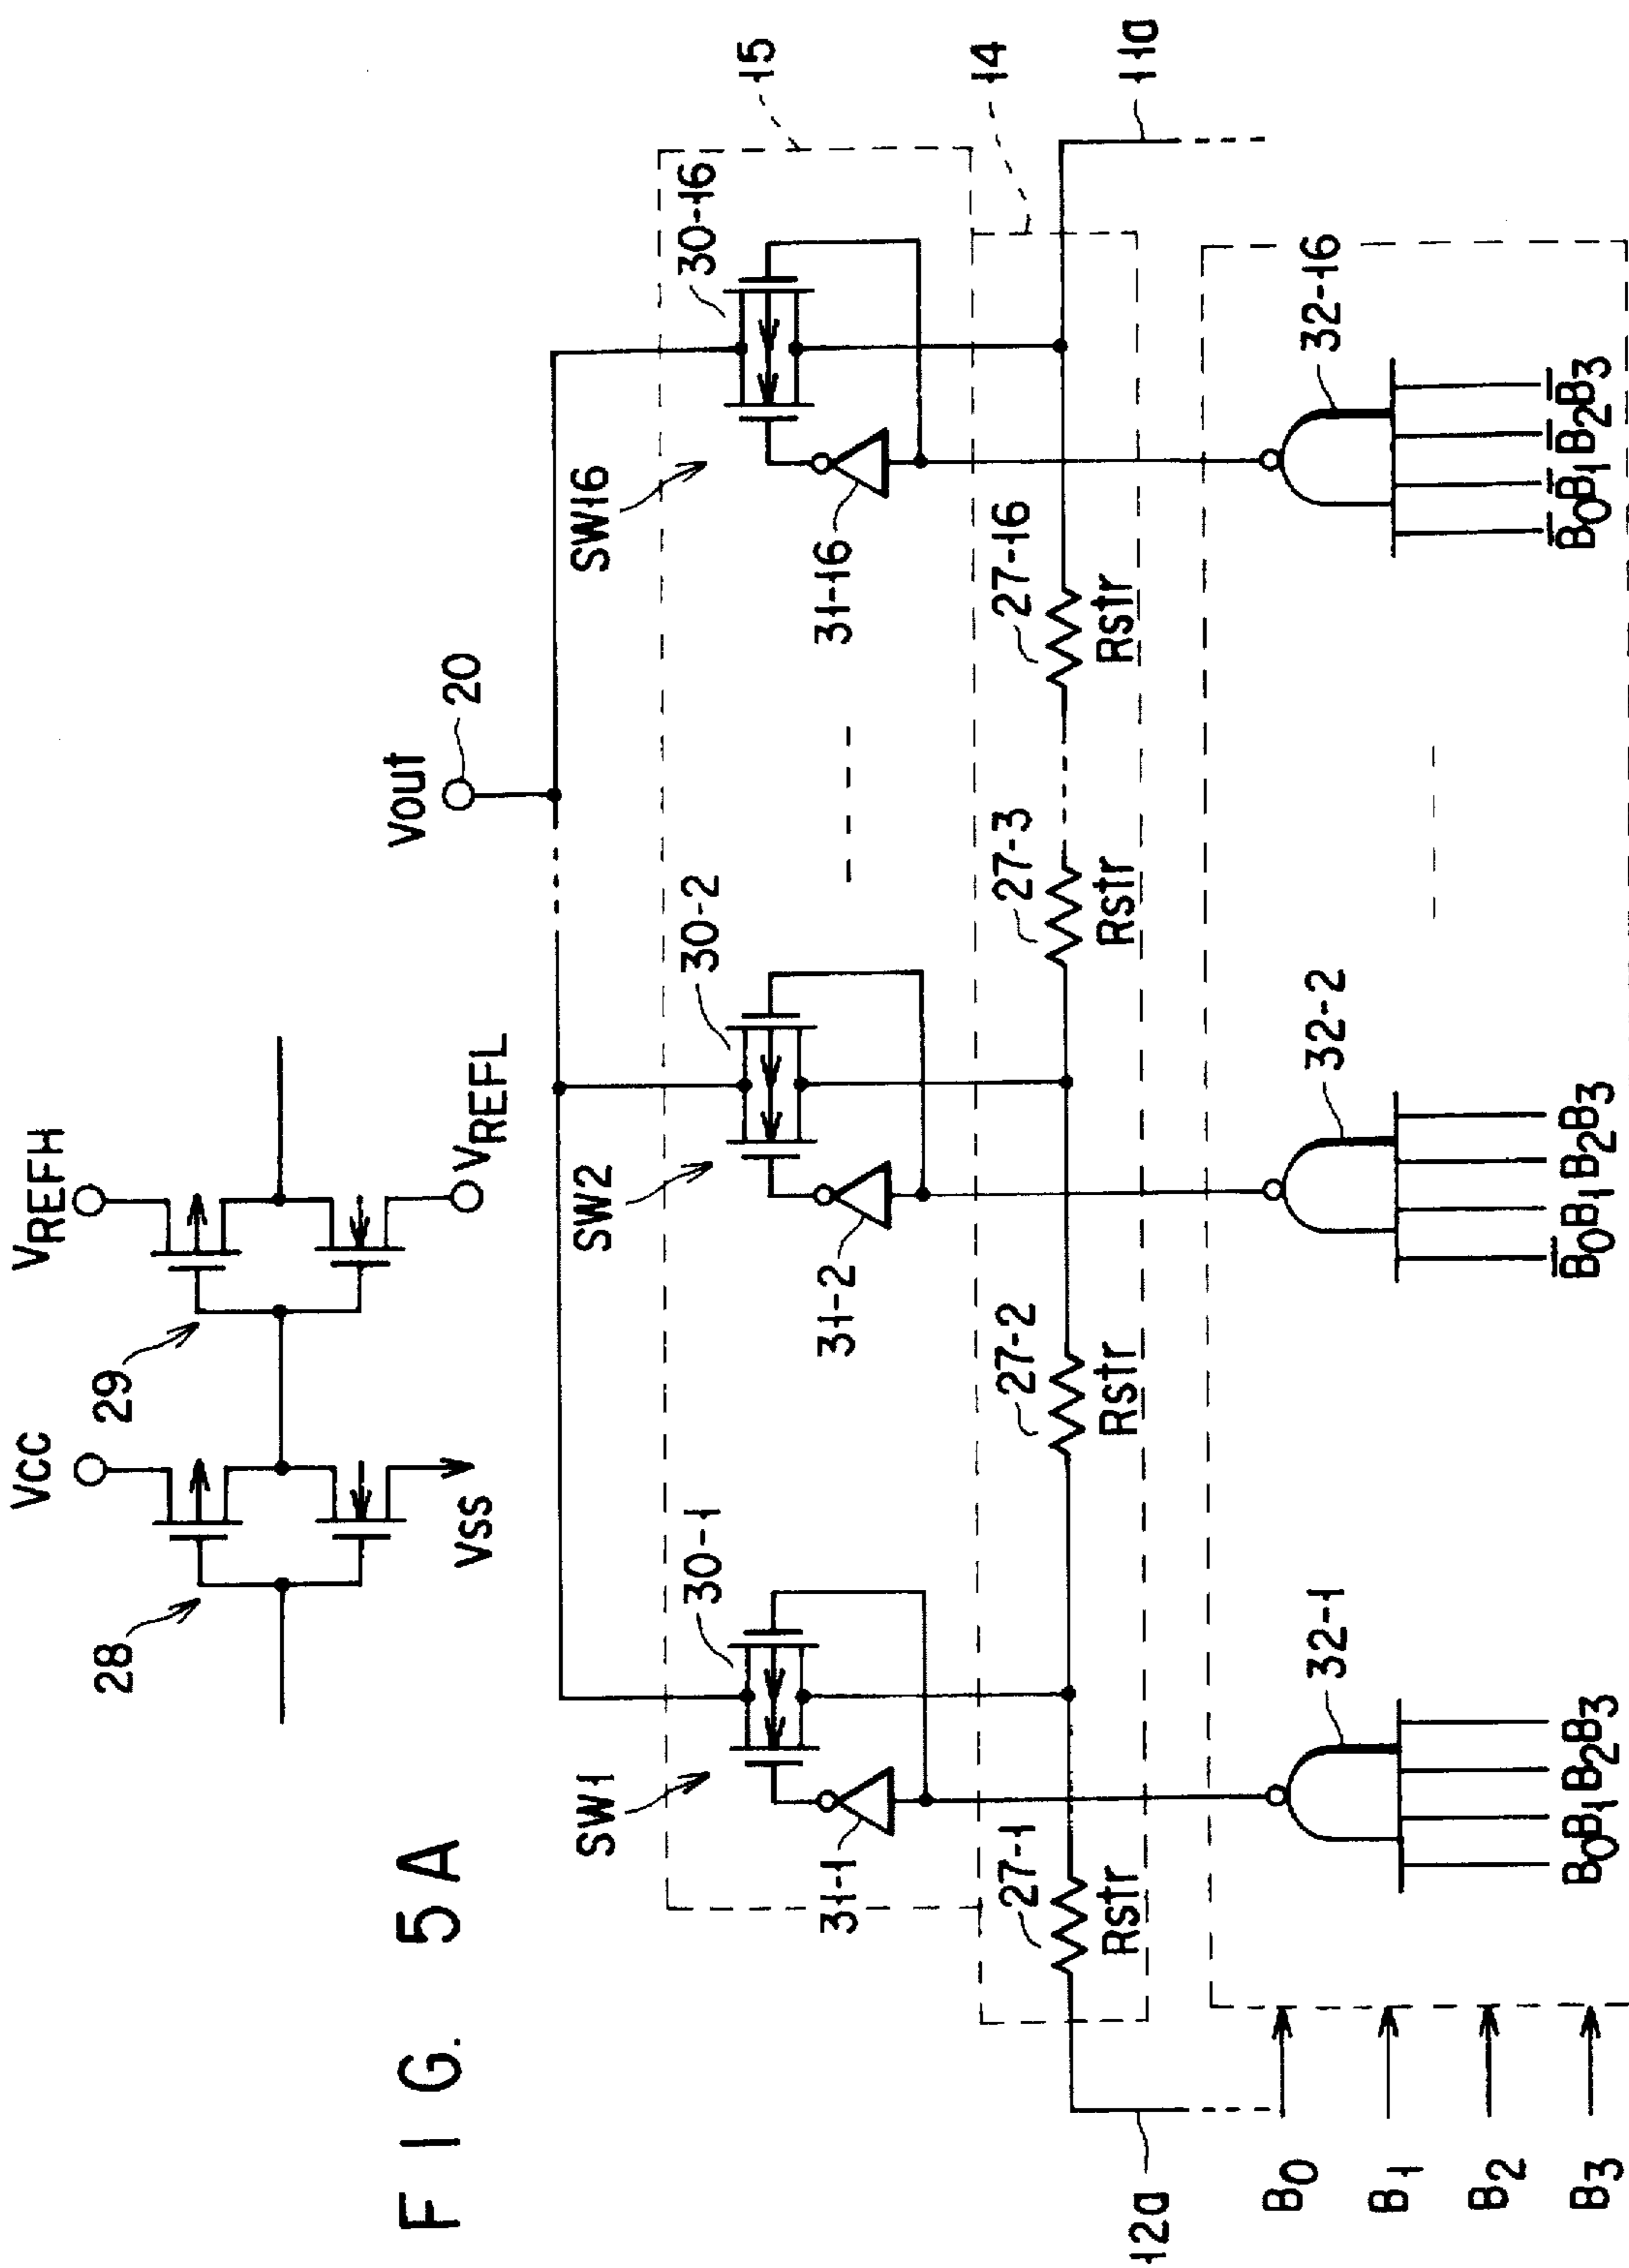 FIG. 5A
VCC
VREFH
28
29
VSS
VREFL
Vout
20
SW1
30-1
SW2
30-2
SW16
30-16
15
31-1
31-2
31-16
14
27-1
27-2
27-3
27-16
Rstr
Rstr
Rstr
Rstr
12a
11a
32-1
32-2
32-16
B0
B1
B2
B3
B0B1B2B3
B̅0B1B2B3
B̅0B̅1B̅2B̅3